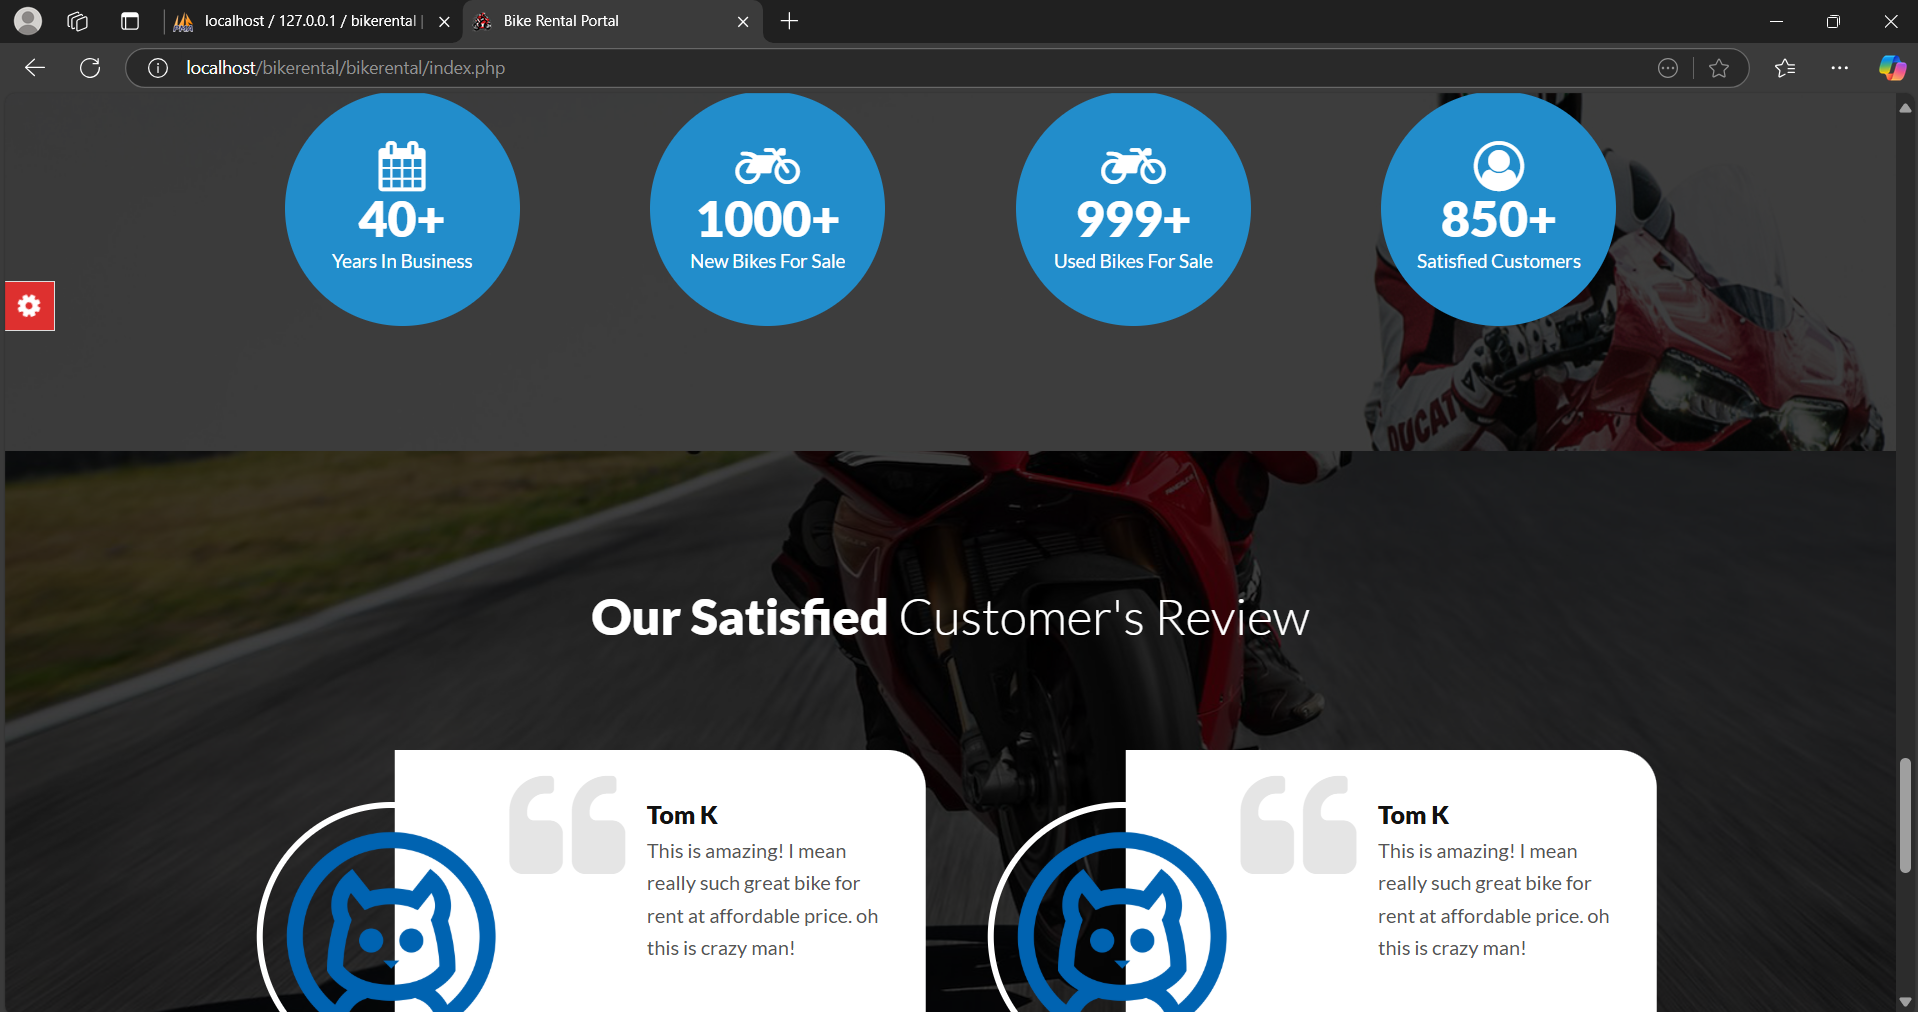 localhost / 127.0.0.1 / bikerental |
Bike Rental Portal
localhost/bikerental/bikerental/index.php
40+
Years In Business
1000+
New Bikes For Sale
999+
Used Bikes For Sale
850+
Satisfied Customers
DUCATI
Our Satisfied Customer's Review
Tom K
This is amazing! I mean
really such great bike for
rent at affordable price. oh
this is crazy man!
Tom K
This is amazing! I mean
really such great bike for
rent at affordable price. oh
this is crazy man!